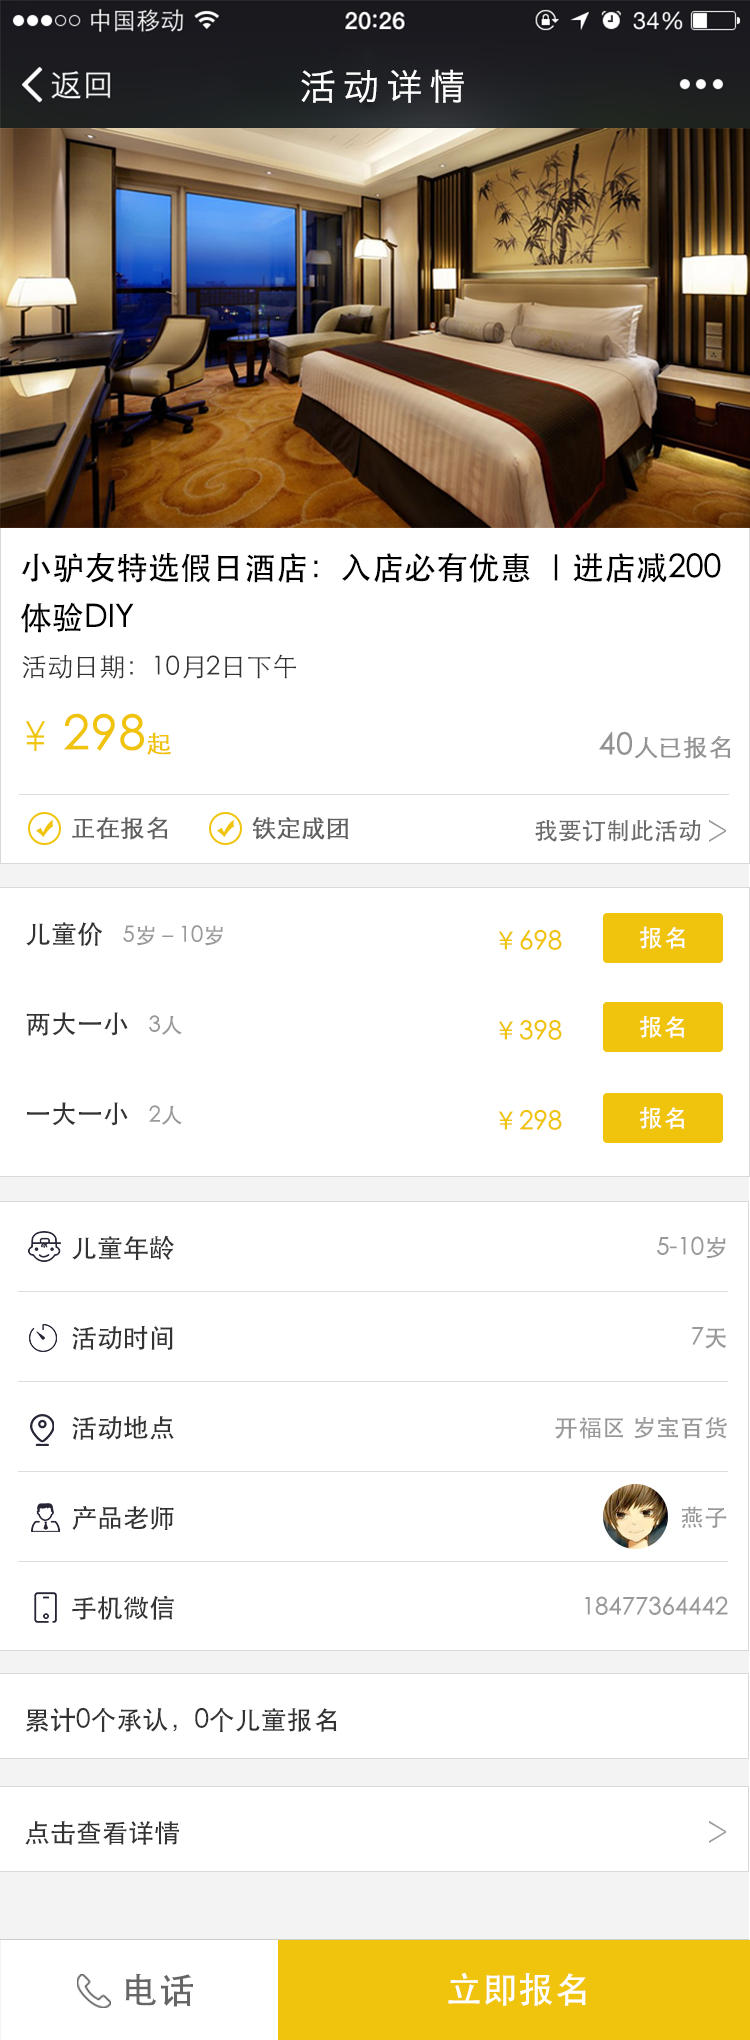 中国移动 20:26 34%
返回 活动详情
小驴友特选假日酒店：入店必有优惠 | 进店减200
体验DIY
活动日期：10月2日下午
¥ 298起 40人已报名
正在报名 铁定成团 我要订制此活动
儿童价 5岁 – 10岁 ¥ 698 报名
两大一小 3人 ¥ 398 报名
一大一小 2人 ¥ 298 报名
儿童年龄 5-10岁
活动时间 7天
活动地点 开福区 岁宝百货
产品老师 燕子
手机微信 18477364442
累计0个承认，0个儿童报名
点击查看详情
电话 立即报名